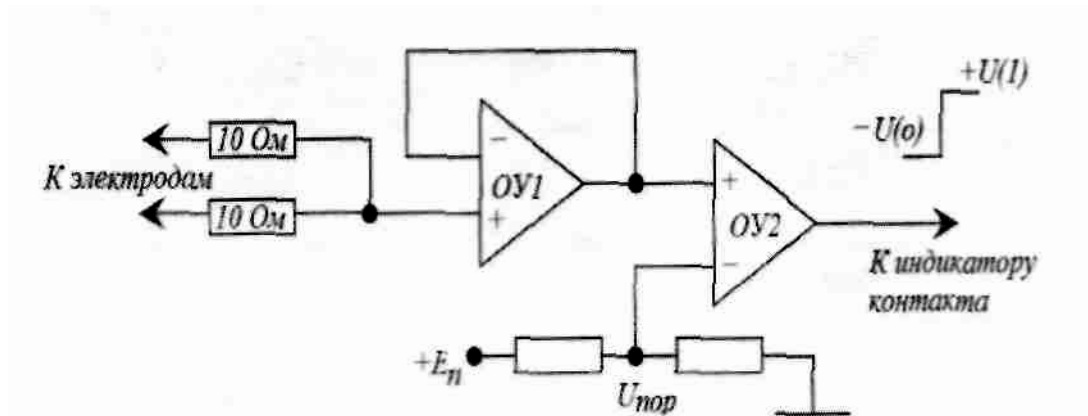 10 Ом
К электродам
10 Ом
−
ОУ1
+
+
ОУ2
−
+U(1)
−U(o)
К индикатору
контакта
+Eп
Uпор